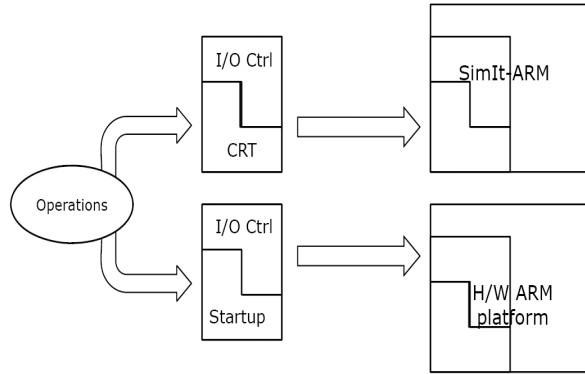 I/O Ctrl
CRT
SimIt-ARM
Operations
I/O Ctrl
Startup
H/W ARM
platform